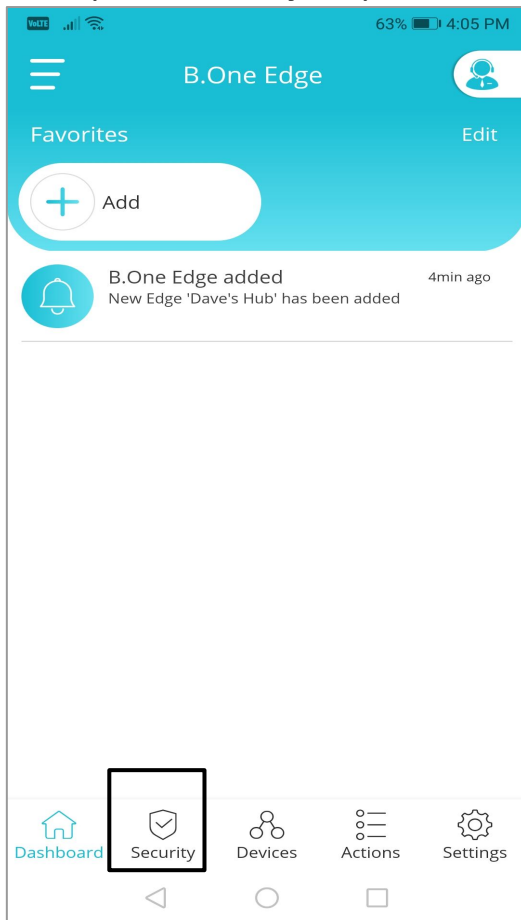 VoLTE 63% 4:05 PM
B.One Edge
Favorites Edit
Add
B.One Edge added 4min ago
New Edge 'Dave's Hub' has been added
Dashboard Security Devices Actions Settings